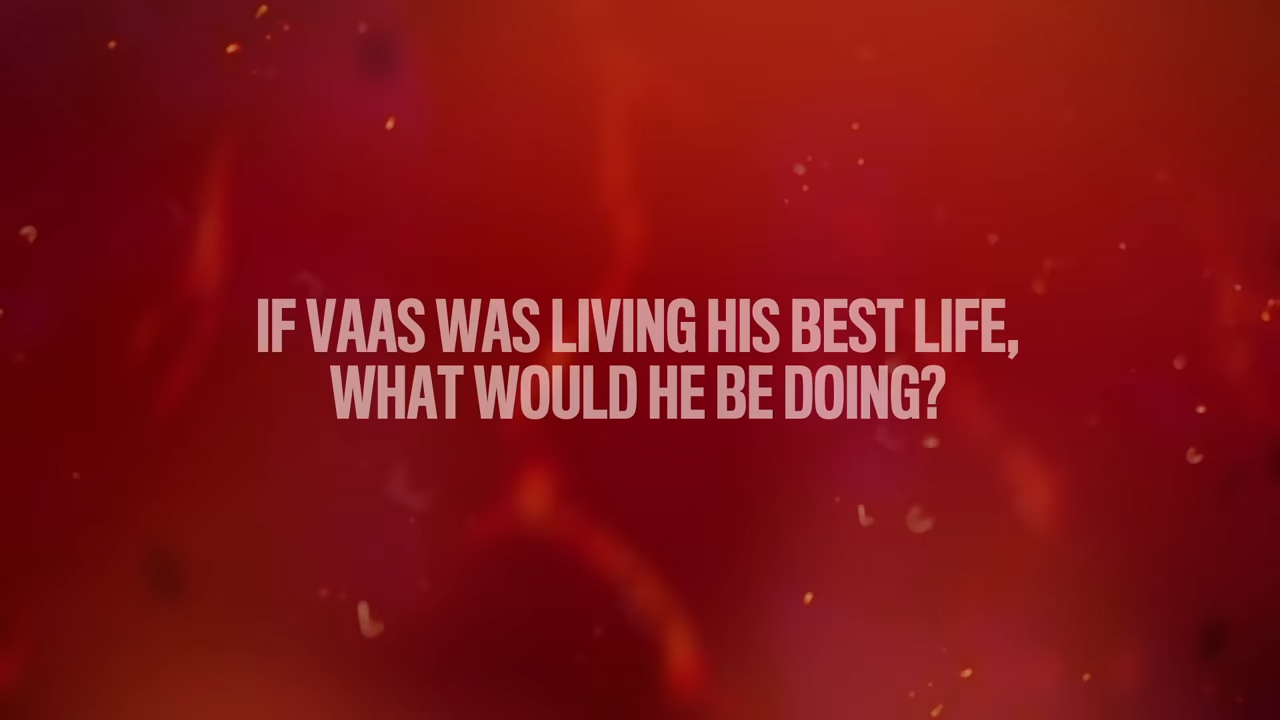 IF VAAS WAS LIVING HIS BEST LIFE,
WHAT WOULD HE BE DOING?